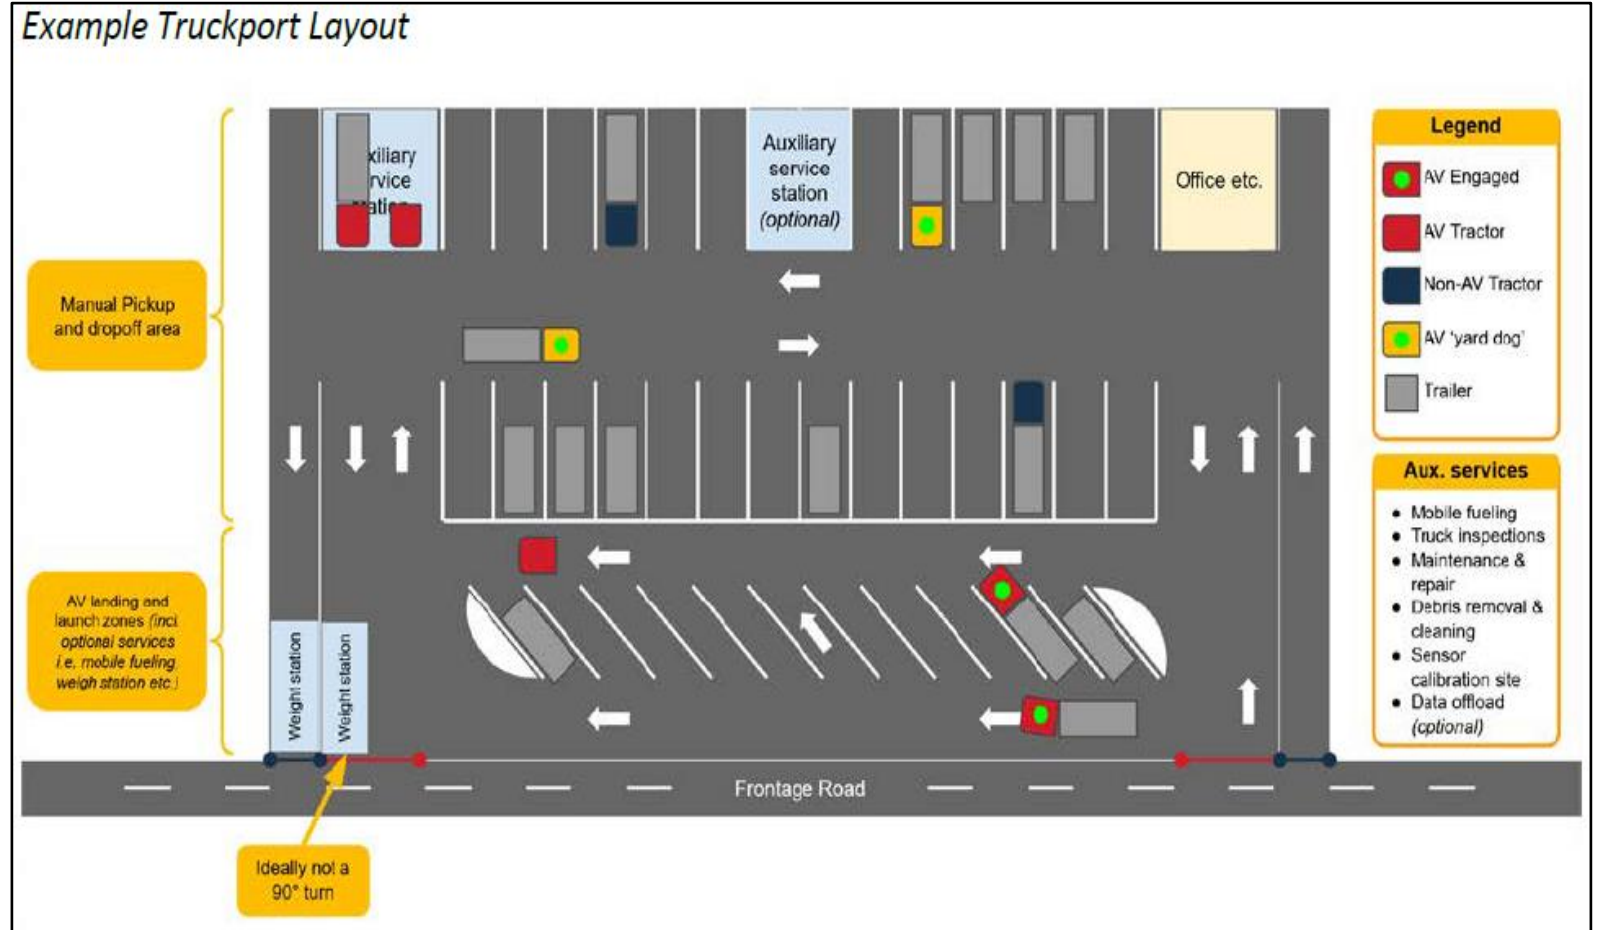 Example Truckport Layout
Manual Pickup
and dropoff area
AV landing and
launch zones (incl.
optional services
i.e. mobile fueling,
weigh station etc.)
xiliary
rvice
Auxiliary
service
station
(optional)
Office etc.
Weight station
Weight station
Frontage Road
Ideally not a
90° turn
Legend
AV Engaged
AV Tractor
Non-AV Tractor
AV 'yard dog'
Trailer
Aux. services
• Mobile fueling
• Truck inspections
• Maintenance &
repair
• Debris removal &
cleaning
• Sensor
calibration site
• Data offload
(optional)